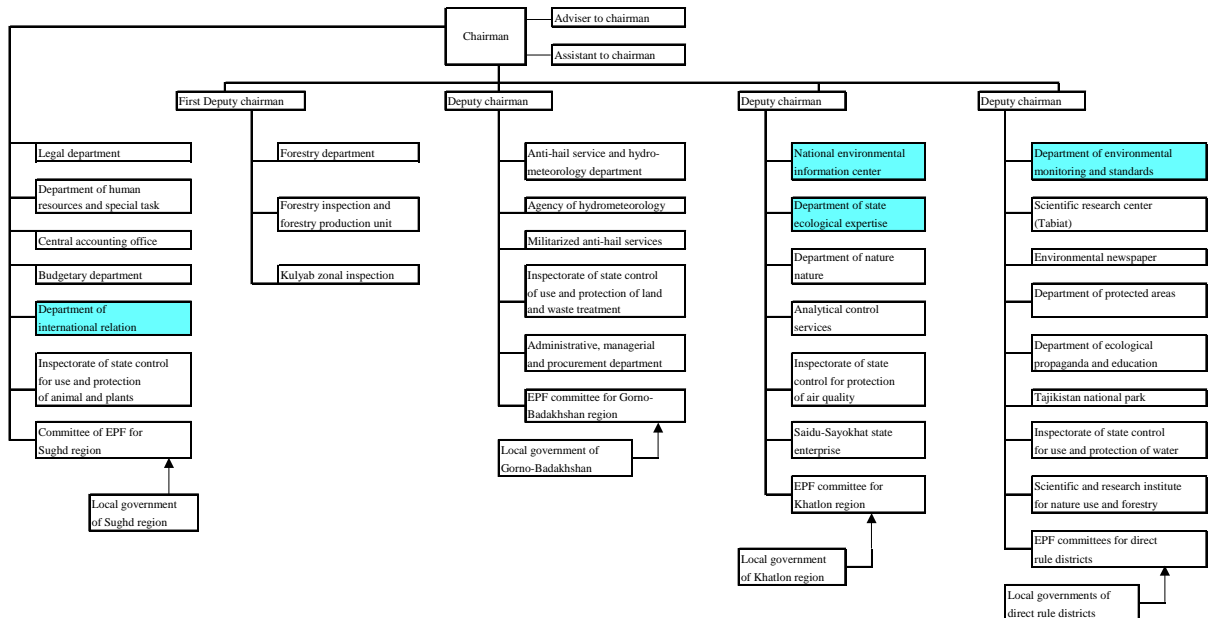 Adviser to chairman
Chairman
Assistant to chairman
First Deputy chairman
Deputy chairman
Deputy chairman
Deputy chairman
Legal department
Department of human
resources and special task
Central accounting office
Budgetary department
Department of
international relation
Inspectorate of state control
for use and protection
of animal and plants
Committee of EPF for
Sughd region
Local government
of Sughd region
Forestry department
Forestry inspection and
forestry production unit
Kulyab zonal inspection
Anti-hail service and hydro-
meteorology department
Agency of hydrometeorology
Militarized anti-hail services
Inspectorate of state control
of use and protection of land
and waste treatment
Administrative, managerial
and procurement department
EPF committee for Gorno-
Badakhshan region
Local government of
Gorno-Badakhshan
National environmental
information center
Department of state
ecological expertise
Department of nature
nature
Analytical control
services
Inspectorate of state
control for protection
of air quality
Saidu-Sayokhat state
enterprise
EPF committee for
Khatlon region
Local government
of Khatlon region
Department of environmental
monitoring and standards
Scientific research center
(Tabiat)
Environmental newspaper
Department of protected areas
Department of ecological
propaganda and education
Tajikistan national park
Inspectorate of state control
for use and protection of water
Scientific and research institute
for nature use and forestry
EPF committees for direct
rule districts
Local governments of
direct rule districts